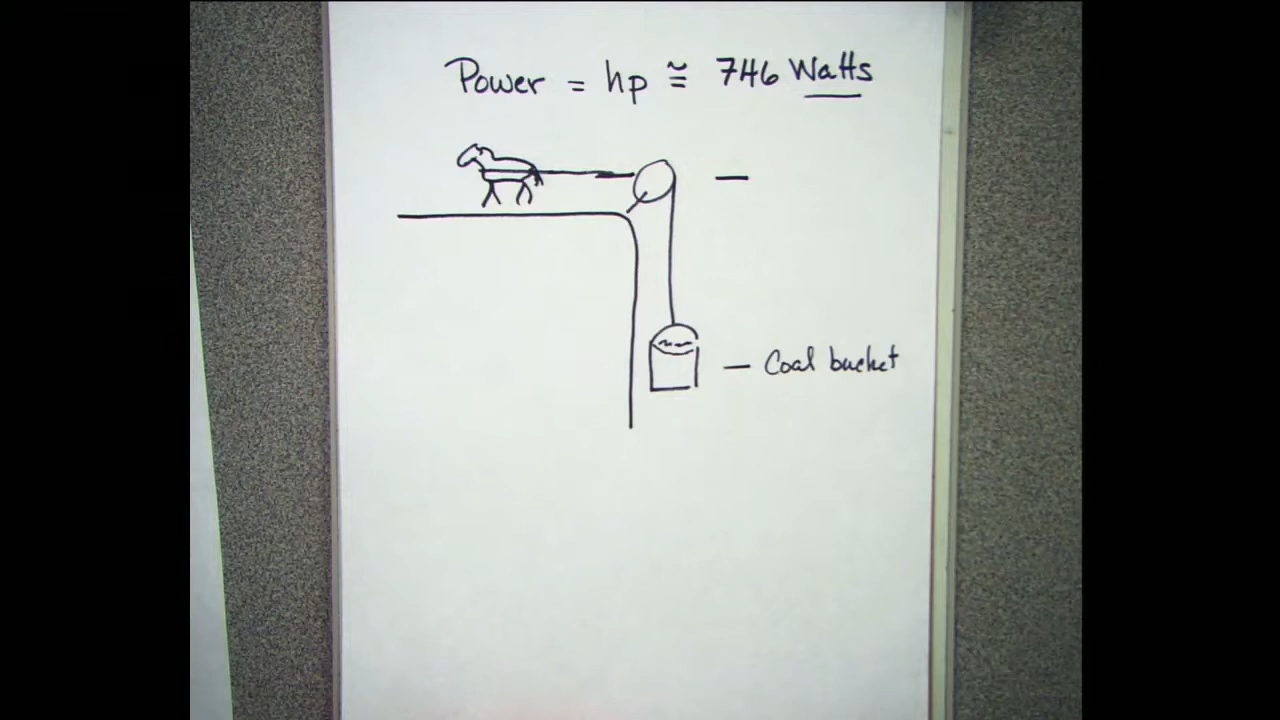 Power = hp ≅ 746 Watts
— Coal bucket